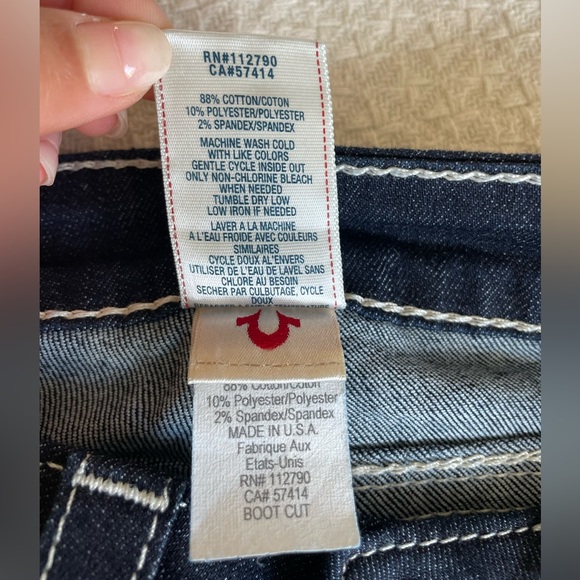 RN#112790
CA#57414
88% COTTON/COTON
10% POLYESTER/POLYESTER
2% SPANDEX/SPANDEX
MACHINE WASH COLD
WITH LIKE COLORS
GENTLE CYCLE INSIDE OUT
ONLY NON-CHLORINE BLEACH
WHEN NEEDED
TUMBLE DRY LOW
LOW IRON IF NEEDED
LAVER A LA MACHINE
A L'EAU FROIDE AVEC COULEURS
SIMILAIRES
CYCLE DOUX AL'ENVERS
UTILISER DE L'EAU DE LAVEL SANS
CHLORE AU BESOIN
SECHER PAR CULBUTAGE, CYCLE
DOUX
88% Cotton/Coton
10% Polyester/Polyester
2% Spandex/Spandex
MADE IN U.S.A.
Fabrique Aux
Etats-Unis
RN# 112790
CA# 57414
BOOT CUT